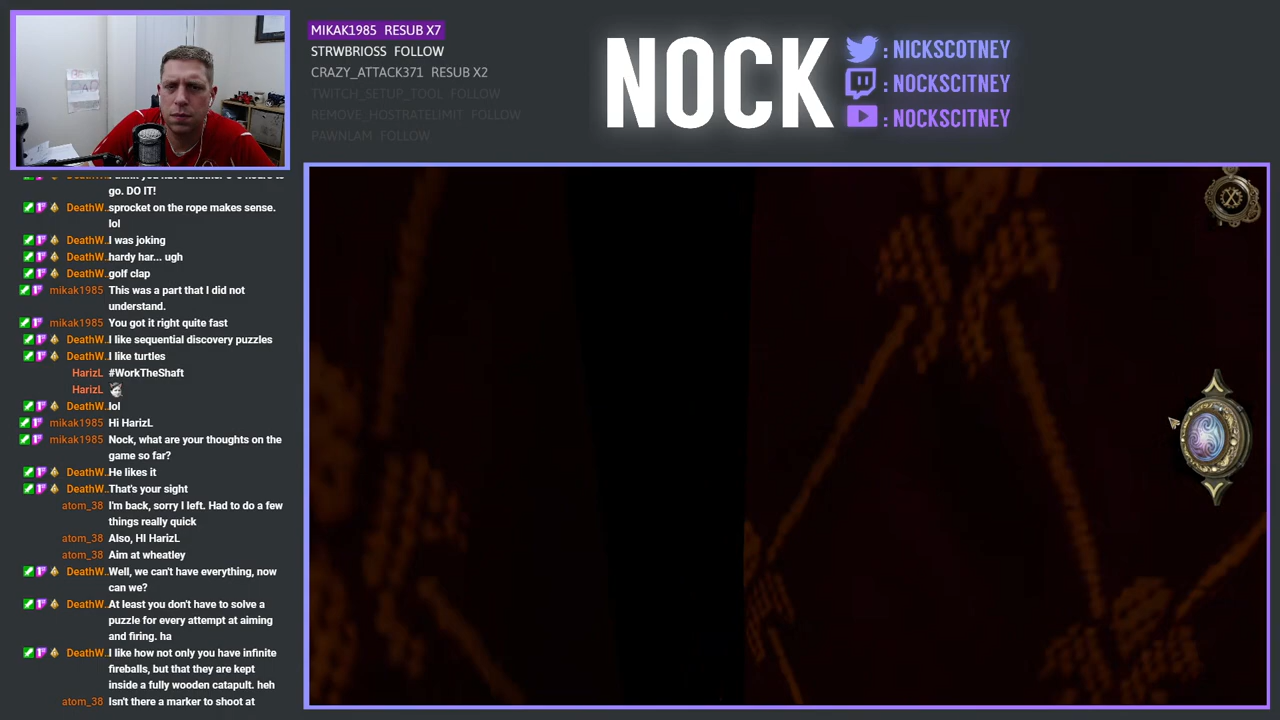 MIKAK1985 RESUB X7
STRWBRIOSS FOLLOW
CRAZY_ATTACK371 RESUB X2
TWITCH_SETUP_TOOL FOLLOW
REMOVE_HOSTRATELIMIT FOLLOW
PAWNLAM FOLLOW
NOCK
: NICKSCOTNEY
: NOCKSCITNEY
: NOCKSCITNEY
go. DO IT!
DeathW.. sprocket on the rope makes sense.
lol
DeathW.. I was joking
DeathW.. hardy har... ugh
DeathW.. golf clap
mikak1985 This was a part that I did not
understand.
mikak1985 You got it right quite fast
DeathW.. I like sequential discovery puzzles
DeathW.. I like turtles
HarizL #WorkTheShaft
HarizL
DeathW.. lol
mikak1985 Hi HarizL
mikak1985 Nock, what are your thoughts on the
game so far?
DeathW.. He likes it
DeathW.. That's your sight
atom_38 I'm back, sorry I left. Had to do a few
things really quick
atom_38 Also, HI HarizL
atom_38 Aim at wheatley
DeathW.. Well, we can't have everything, now
can we?
DeathW.. At least you don't have to solve a
puzzle for every attempt at aiming
and firing. ha
DeathW.. I like how not only you have infinite
fireballs, but that they are kept
inside a fully wooden catapult. heh
atom_38 Isn't there a marker to shoot at